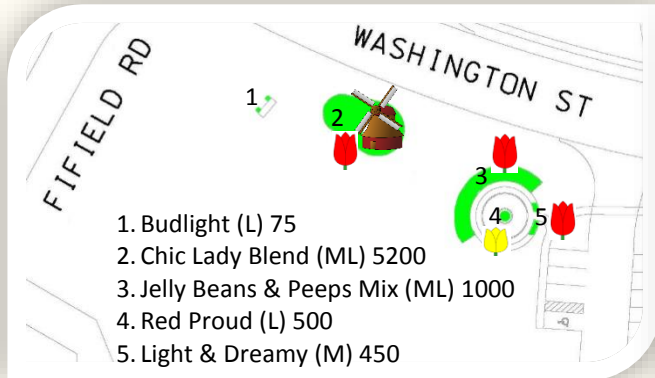 WASHINGTON ST
FIFIELD RD
1
2
3
4
5
1. Budlight (L) 75
2. Chic Lady Blend (ML) 5200
3. Jelly Beans & Peeps Mix (ML) 1000
4. Red Proud (L) 500
5. Light & Dreamy (M) 450